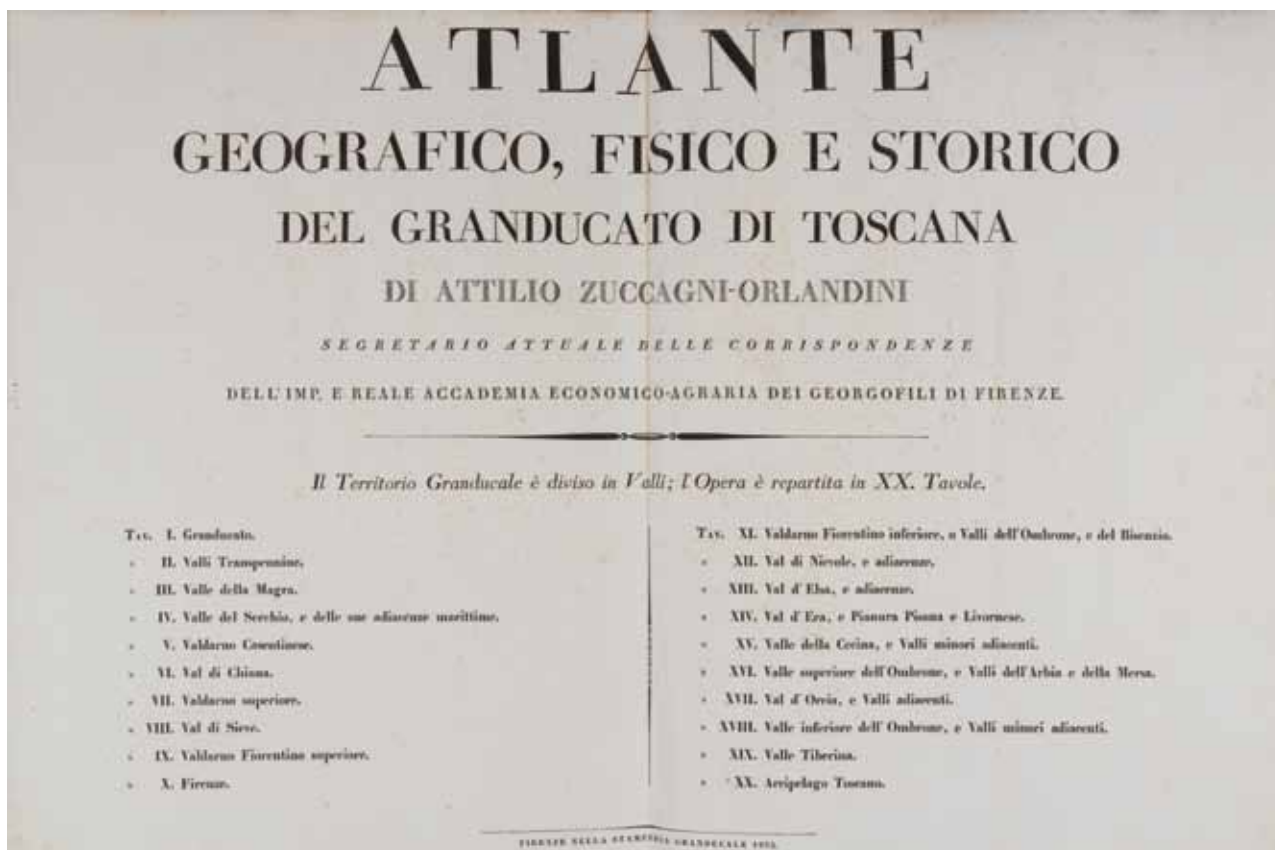 ATLANTE
GEOGRAFICO, FISICO E STORICO
DEL GRANDUCATO DI TOSCANA
DI ATTILIO ZUCCAGNI-ORLANDINI
SEGRETARIO ATTUALE DELLE CORRISPONDENZE
DELL'IMP. E REALE ACCADEMIA ECONOMICO-AGRARIA DEI GEORGOFILI DI FIRENZE.
Il Territorio Granducale è diviso in Valli; l'Opera è repartita in XX. Tavole.
TAV. I. Granducato.
" II. Valli Transpennine.
" III. Valle della Magra.
" IV. Valle del Serchio, e delle sue adiacenze marittime.
" V. Valdarno Casentinese.
" VI. Val di Chiana.
" VII. Valdarno superiore.
" VIII. Val di Sieve.
" IX. Valdarno Fiorentino superiore.
" X. Firenze.
TAV. XI. Valdarno Fiorentino inferiore, o Valli dell'Ombrone, e del Bisenzio.
" XII. Val di Nievole, e adiacenze.
" XIII. Val d'Elsa, e adiacenze.
" XIV. Val d'Era, e Pianura Pisana e Livornese.
" XV. Valle della Cecina, e Valli minori adiacenti.
" XVI. Valle superiore dell'Ombrone, e Valli dell'Arbia e della Mersa.
" XVII. Val d'Orcia, e Valli adiacenti.
" XVIII. Valle inferiore dell'Ombrone, e Valli minori adiacenti.
" XIX. Valle Tiberina.
" XX. Arcipelago Toscano.
FIRENZE NELLA STAMPERIA GRANDUCALE